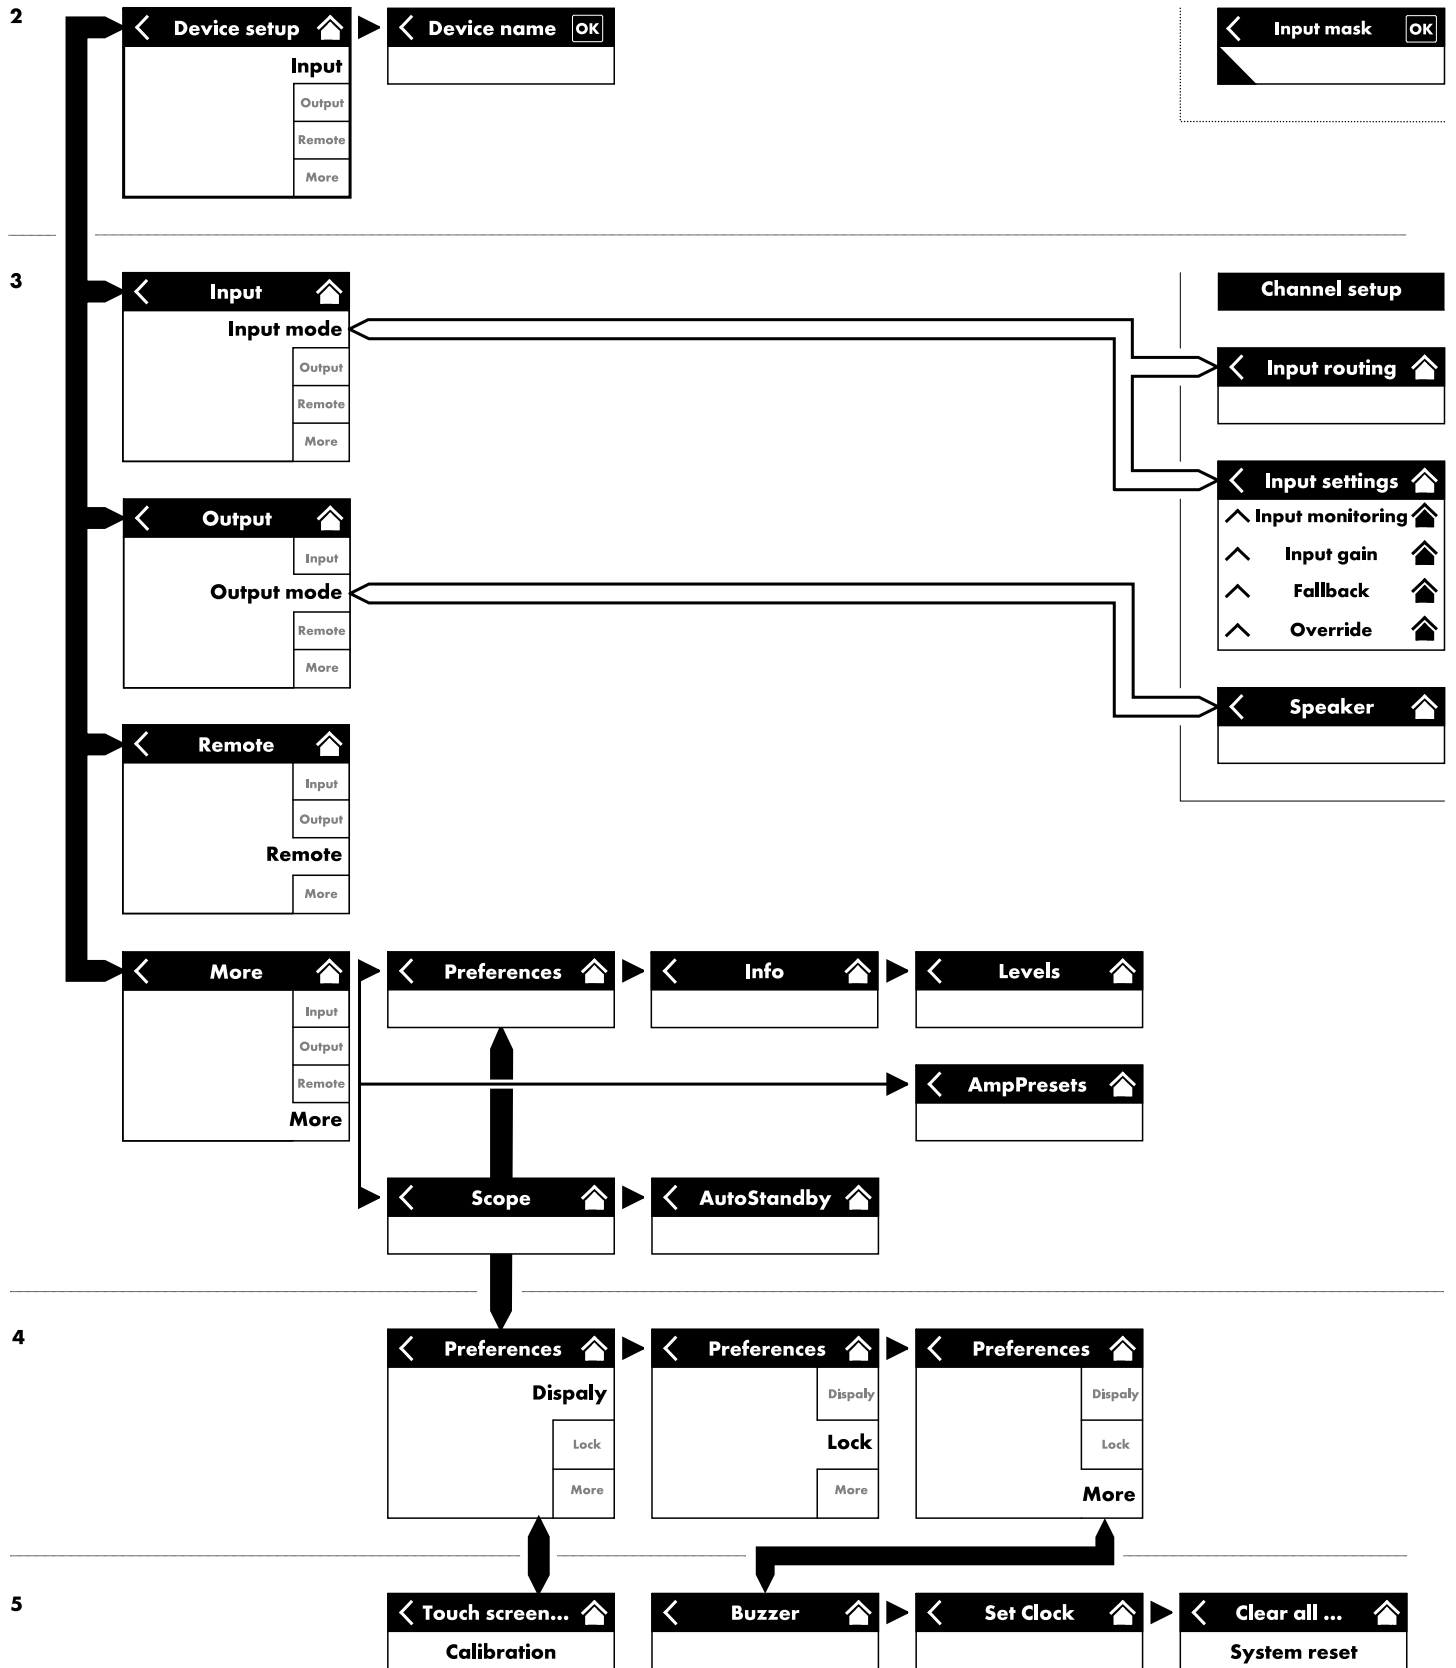 2
Device setup
Device name
OK
Input mask
OK
Input
Output
Remote
More
3
Input
Input mode
Output
Remote
More
Channel setup
Input routing
Input settings
Input monitoring
Input gain
Fallback
Override
Output
Input
Output mode
Remote
More
Speaker
Remote
Input
Output
Remote
More
More
Preferences
Info
Levels
Input
Output
Remote
More
AmpPresets
Scope
AutoStandby
4
Preferences
Preferences
Preferences
Dispaly
Lock
More
Dispaly
Lock
More
Dispaly
Lock
More
5
Touch screen...
Calibration
Buzzer
Set Clock
Clear all ...
System reset